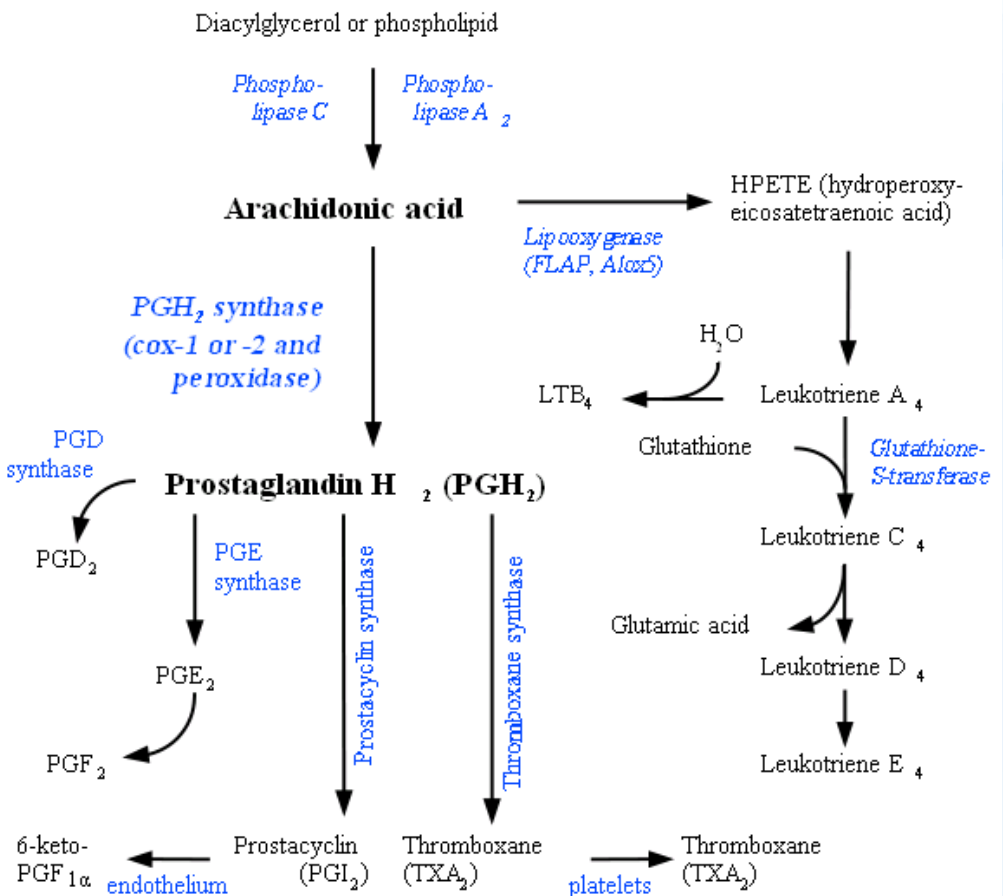 Diacylglycerol or phospholipid
Phospho-
lipase C
Phospho-
lipase A 2
Arachidonic acid
HPETE (hydroperoxy-
eicosatetraenoic acid)
Lipooxygenase
(FLAP, Alox5)
PGH2 synthase
(cox-1 or -2 and
peroxidase)
H2O
LTB4
Leukotriene A 4
Glutathione
Glutathione-
S-transferase
PGD
synthase
Prostaglandin H 2 (PGH2)
PGD2
PGE
synthase
Prostacyclin synthase
Thromboxane synthase
Leukotriene C 4
Glutamic acid
Leukotriene D 4
PGE2
PGF2
Leukotriene E 4
6-keto-
PGF 1α
endothelium
Prostacyclin
(PGI2)
Thromboxane
(TXA2)
platelets
Thromboxane
(TXA2)